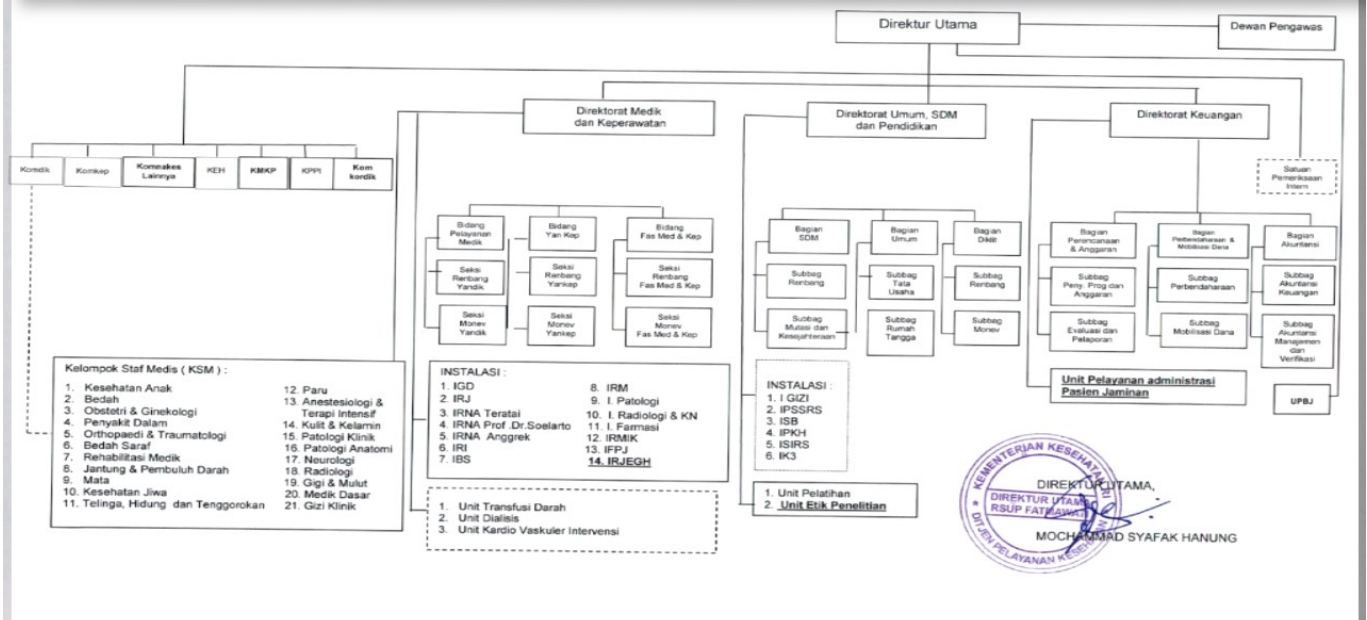 Direktur Utama
Dewan Pengawas
Direktorat Medik
dan Keperawatan
Direktorat Umum, SDM
dan Pendidikan
Direktorat Keuangan
Komdik
Komkep
Komnakes
Lainnya
KEH
KMKP
KPPI
Kom
kordik
Satuan
Pemeriksaan
Intern
Bidang
Pelayanan
Medik
Bidang
Yan Kep
Bidang
Fas Med & Kep
Seksi
Renbang
Yandik
Seksi
Renbang
Yankep
Seksi
Renbang
Fas Med & Kep
Seksi
Monev
Yandik
Seksi
Monev
Yankep
Seksi
Monev
Fas Med & Kep
Bagian
SDM
Bagian
Umum
Bagian
Diklit
Subbag
Renbang
Subbag
Tata
Usaha
Subbag
Renbang
Subbag
Mutasi dan
Kesejahteraan
Subbag
Rumah
Tangga
Subbag
Monev
Bagian
Perencanaan
& Anggaran
Bagian
Perbendaharaan &
Mobilisasi Dana
Bagian
Akuntansi
Subbag
Peny. Prog dan
Anggaran
Subbag
Perbendaharaan
Subbag
Akuntansi
Keuangan
Subbag
Evaluasi dan
Pelaporan
Subbag
Mobilisasi Dana
Subbag
Akuntansi
Manajemen
dan
Verifikasi
Kelompok Staf Medis ( KSM ) :
1. Kesehatan Anak
2. Bedah
3. Obstetri & Ginekologi
4. Penyakit Dalam
5. Orthopaedi & Traumatologi
6. Bedah Saraf
7. Rehabilitasi Medik
8. Jantung & Pembuluh Darah
9. Mata
10. Kesehatan Jiwa
11. Telinga, Hidung dan Tenggorokan
12. Paru
13. Anestesiologi &
Terapi Intensif
14. Kulit & Kelamin
15. Patologi Klinik
16. Patologi Anatomi
17. Neurologi
18. Radiologi
19. Gigi & Mulut
20. Medik Dasar
21. Gizi Klinik
INSTALASI :
1. IGD
2. IRJ
3. IRNA Teratai
4. IRNA Prof .Dr.Soelarto
5. IRNA Anggrek
6. IRI
7. IBS
8. IRM
9. I. Patologi
10. I. Radiologi & KN
11. I. Farmasi
12. IRMIK
13. IFPJ
14. IRJEGH
1. Unit Transfusi Darah
2. Unit Dialisis
3. Unit Kardio Vaskuler Intervensi
INSTALASI :
1. I GIZI
2. IPSSRS
3. ISB
4. IPKH
5. ISIRS
6. IK3
1. Unit Pelatihan
2. Unit Etik Penelitian
Unit Pelayanan administrasi
Pasien Jaminan
UPBJ
DIREKTUR UTAMA,
MOCHAMMAD SYAFAK HANUNG
KEMENTERIAN KESEHATAN RI
DIREKTUR UTAMA
RSUP FATMAWATI
DITJEN PELAYANAN KESEHATAN